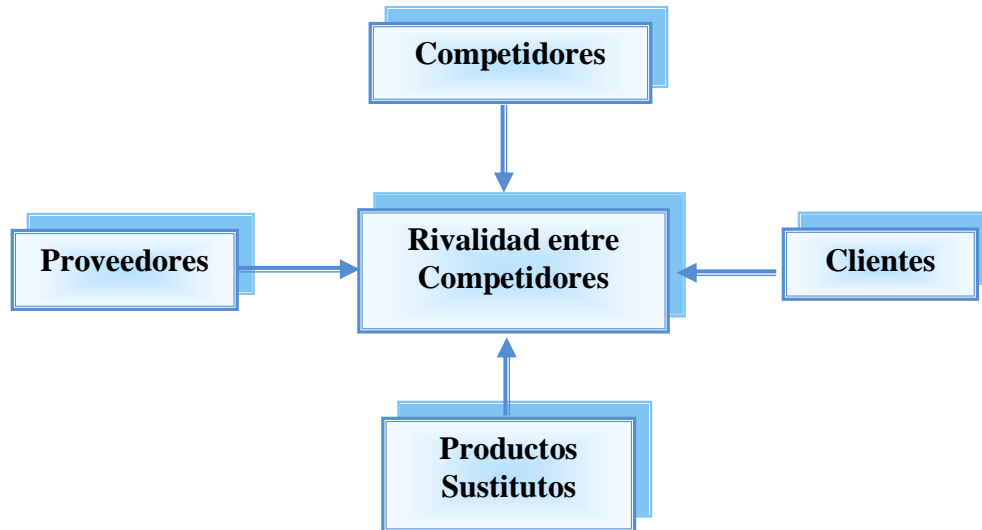 Competidores
Proveedores
Rivalidad entre
Competidores
Clientes
Productos
Sustitutos